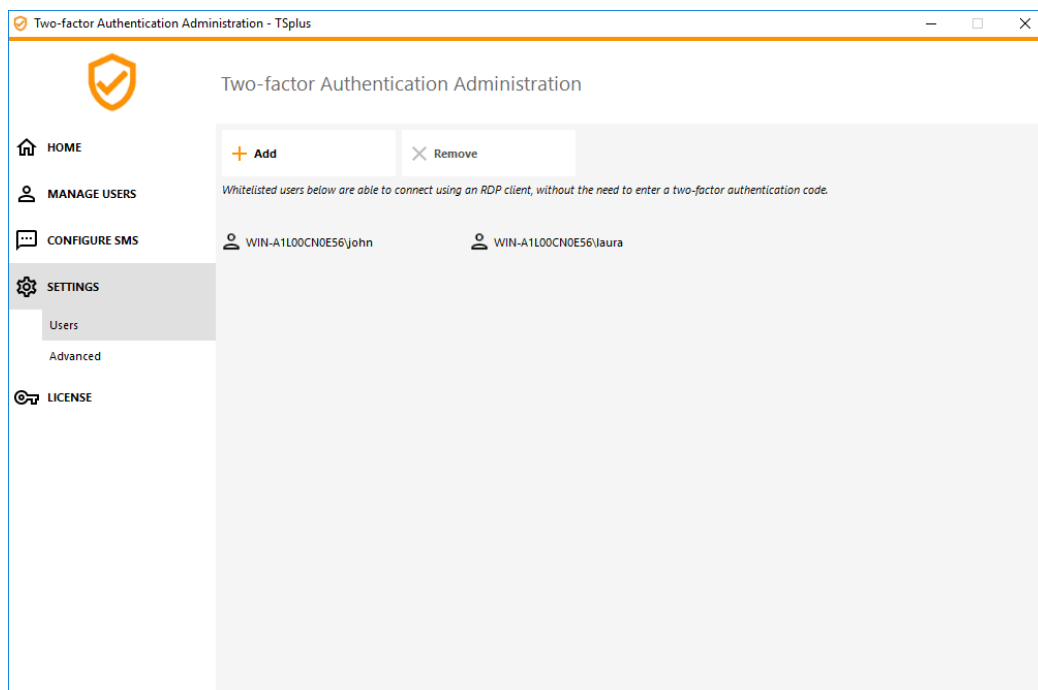 Two-factor Authentication Administration - TSplus
Two-factor Authentication Administration
HOME
MANAGE USERS
CONFIGURE SMS
SETTINGS
Users
Advanced
LICENSE
Add
Remove
Whitelisted users below are able to connect using an RDP client, without the need to enter a two-factor authentication code.
WIN-A1L00CN0E56\john
WIN-A1L00CN0E56\laura